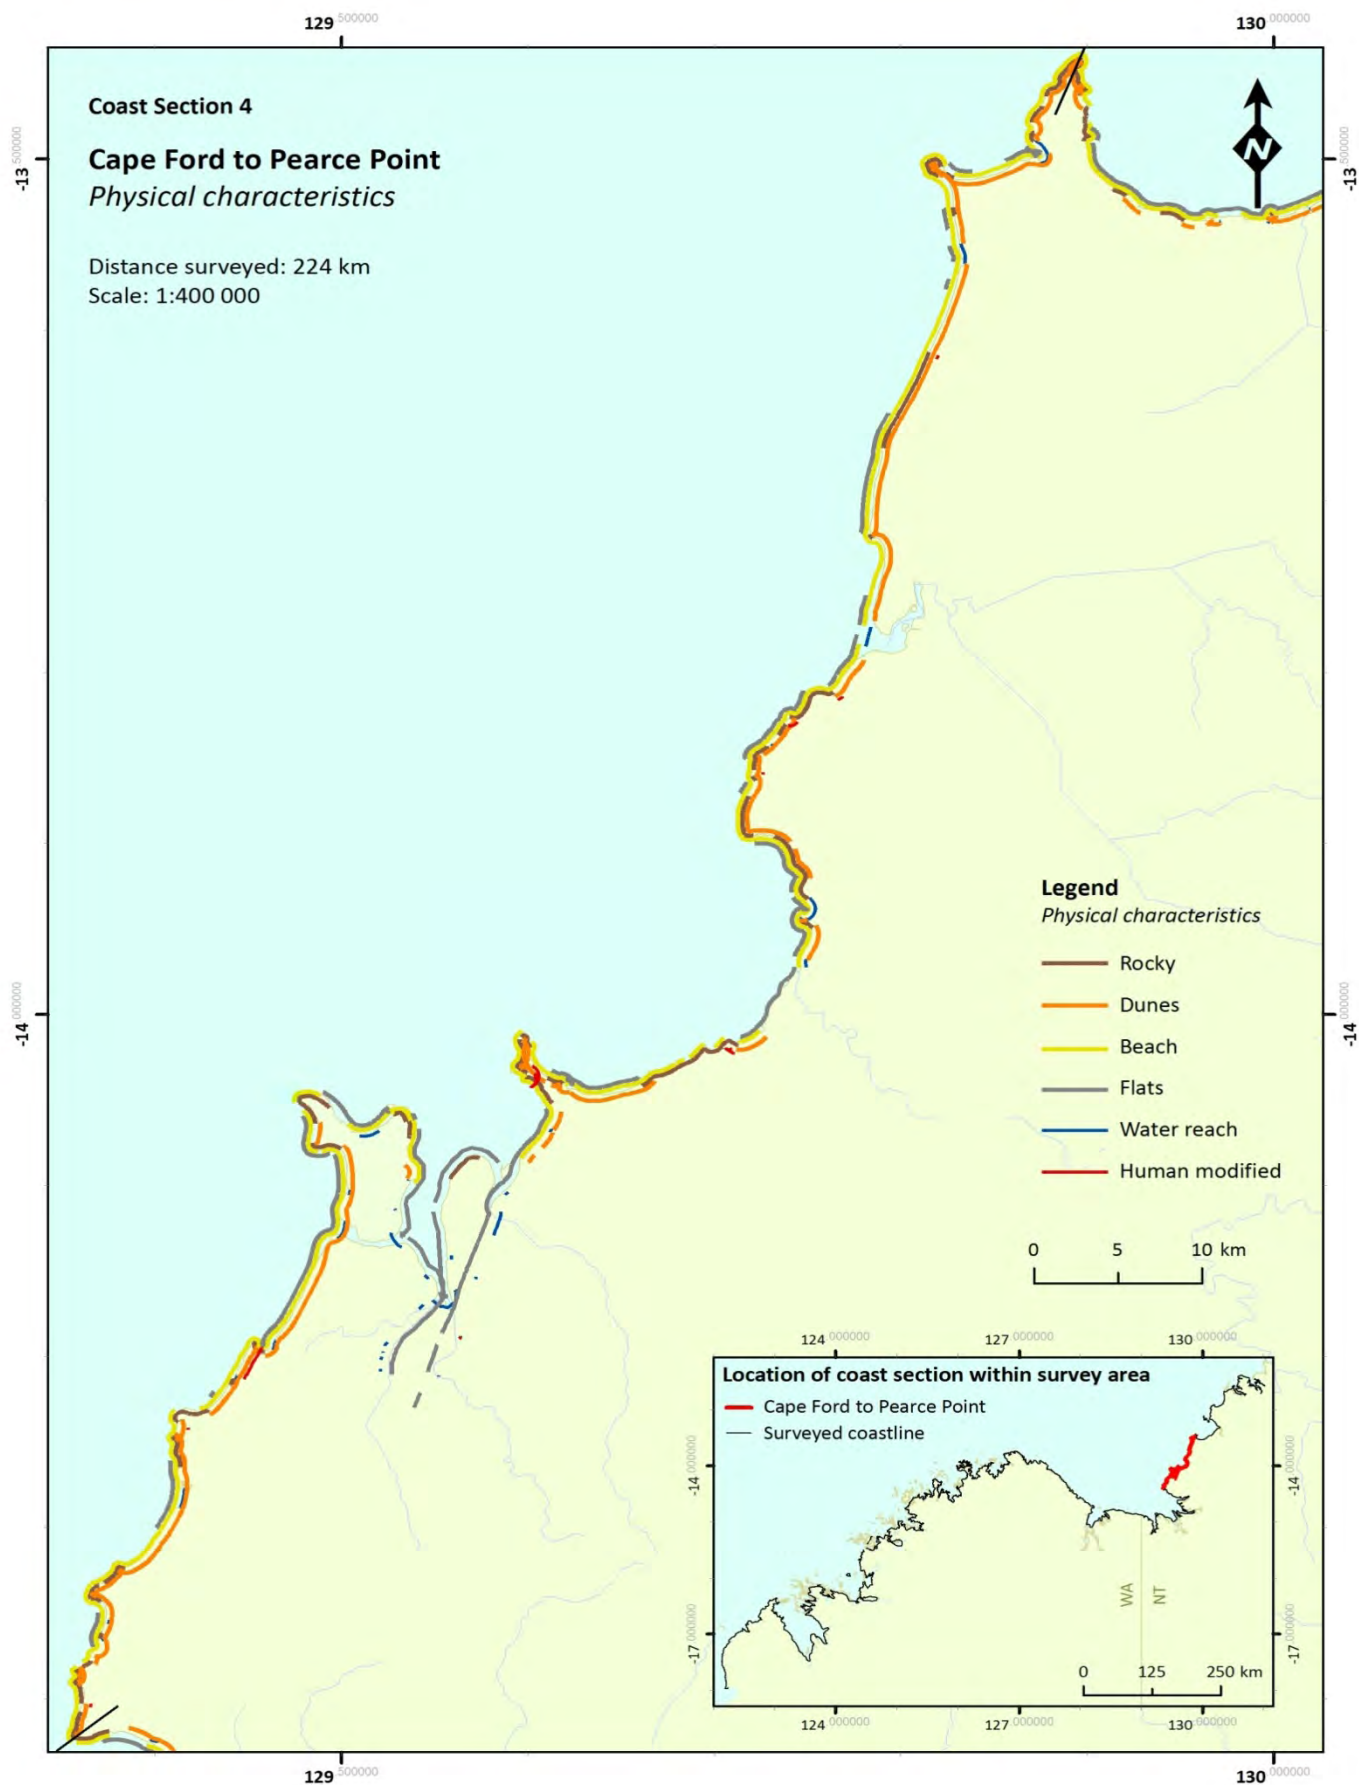 129.500000 130.000000
Coast Section 4
Cape Ford to Pearce Point
Physical characteristics
Distance surveyed: 224 km
Scale: 1:400 000
N
-13.500000 -13.500000
-14.000000 -14.000000
Legend
Physical characteristics
Rocky
Dunes
Beach
Flats
Water reach
Human modified
0 5 10 km
124.000000 127.000000 130.000000
Location of coast section within survey area
Cape Ford to Pearce Point
Surveyed coastline
-14.000000 -14.000000
WA NT
-17.000000 -17.000000
0 125 250 km
124.000000 127.000000 130.000000
129.500000 130.000000